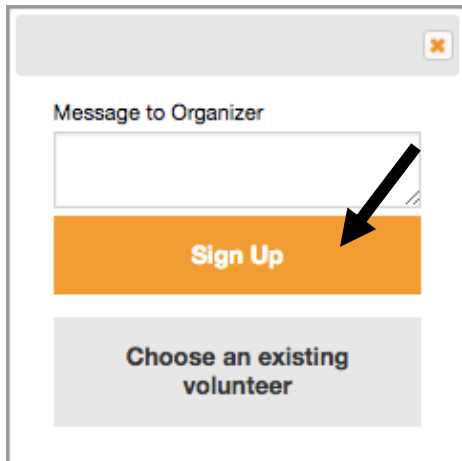 Message to Organizer
Sign Up
Choose an existing
volunteer